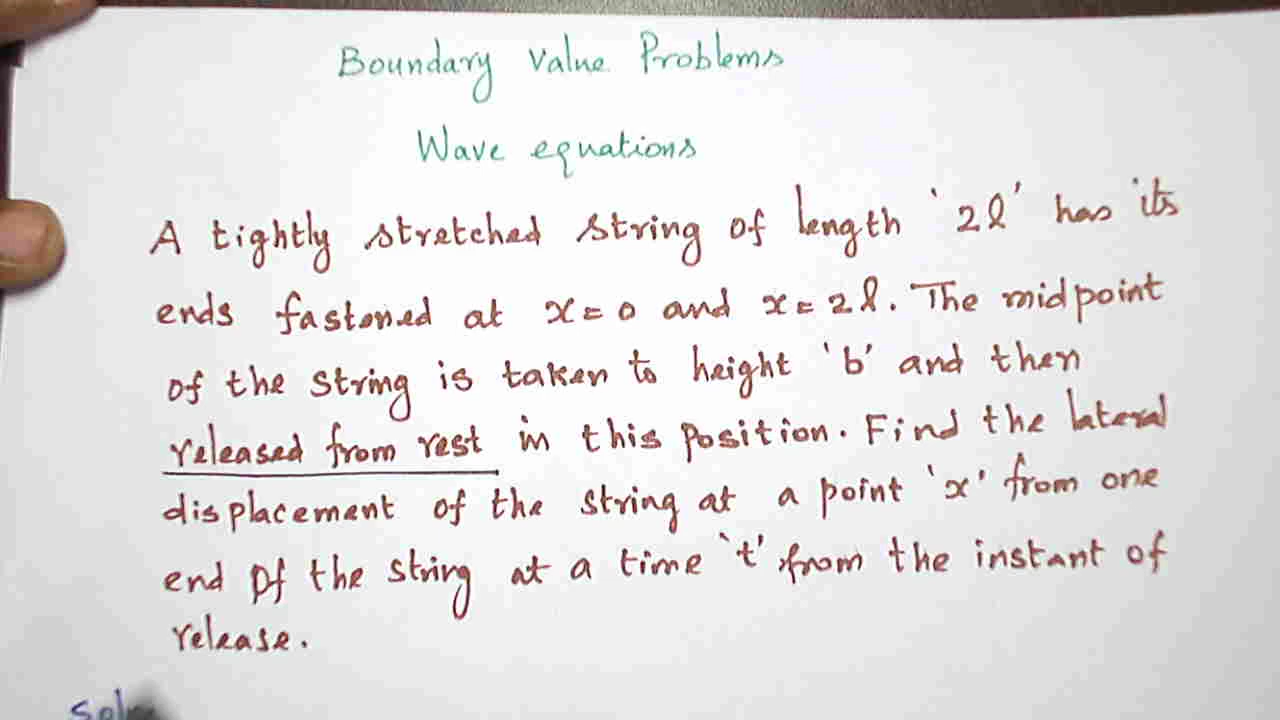 Boundary Value Problems
Wave equations
A tightly stretched string of length '2l' has its
ends fastened at x=0 and x=2l. The midpoint
of the string is taken to height 'b' and then
released from rest in this position. Find the lateral
displacement of the string at a point 'x' from one
end of the string at a time 't' from the instant of
release.